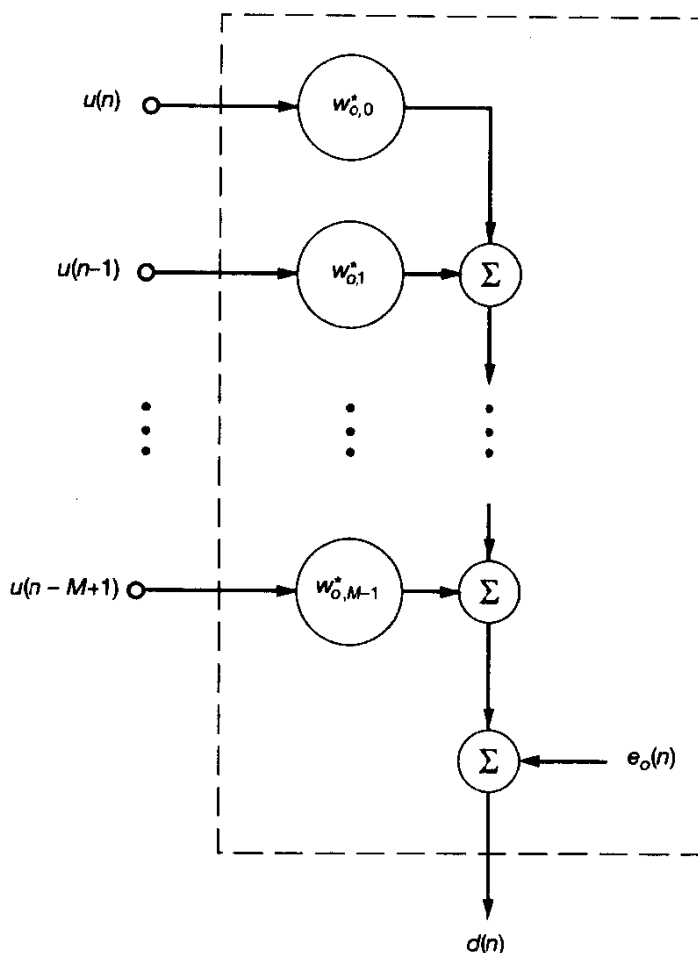 u(n)
w*o,0
u(n–1)
w*o,1
Σ
u(n – M+1)
w*o,M–1
Σ
Σ
eo(n)
d(n)